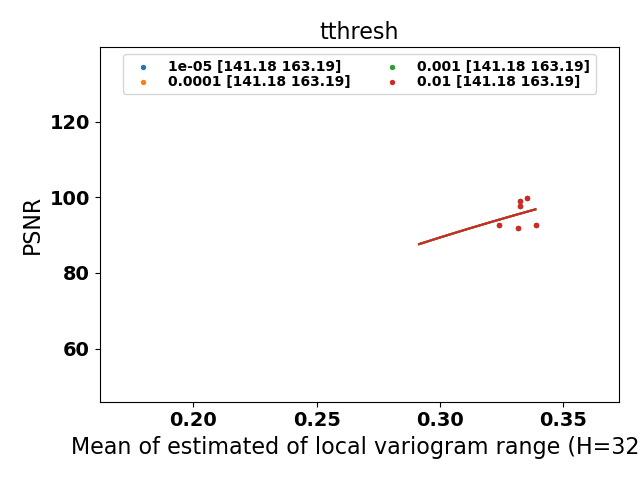 tthresh
1e-05 [141.18 163.19]
0.0001 [141.18 163.19]
0.001 [141.18 163.19]
0.01 [141.18 163.19]
PSNR
120
100
80
60
0.20 0.25 0.30 0.35
Mean of estimated of local variogram range (H=32